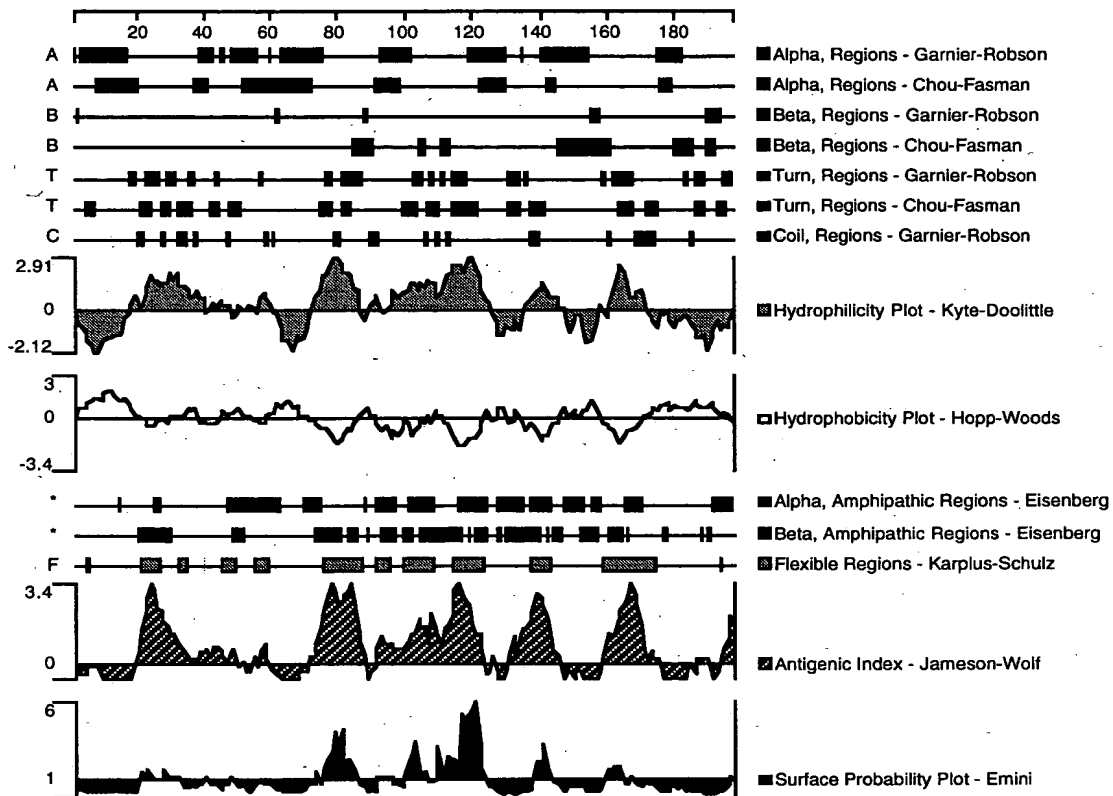 20 40 60 80 100 120 140 160 180
A Alpha, Regions - Garnier-Robson
A Alpha, Regions - Chou-Fasman
B Beta, Regions - Garnier-Robson
B Beta, Regions - Chou-Fasman
T Turn, Regions - Garnier-Robson
T Turn, Regions - Chou-Fasman
C Coil, Regions - Garnier-Robson
2.91
0 Hydrophilicity Plot - Kyte-Doolittle
-2.12
3
0 Hydrophobicity Plot - Hopp-Woods
-3.4
* Alpha, Amphipathic Regions - Eisenberg
* Beta, Amphipathic Regions - Eisenberg
F Flexible Regions - Karplus-Schulz
3.4
0 Antigenic Index - Jameson-Wolf
6
1 Surface Probability Plot - Emini